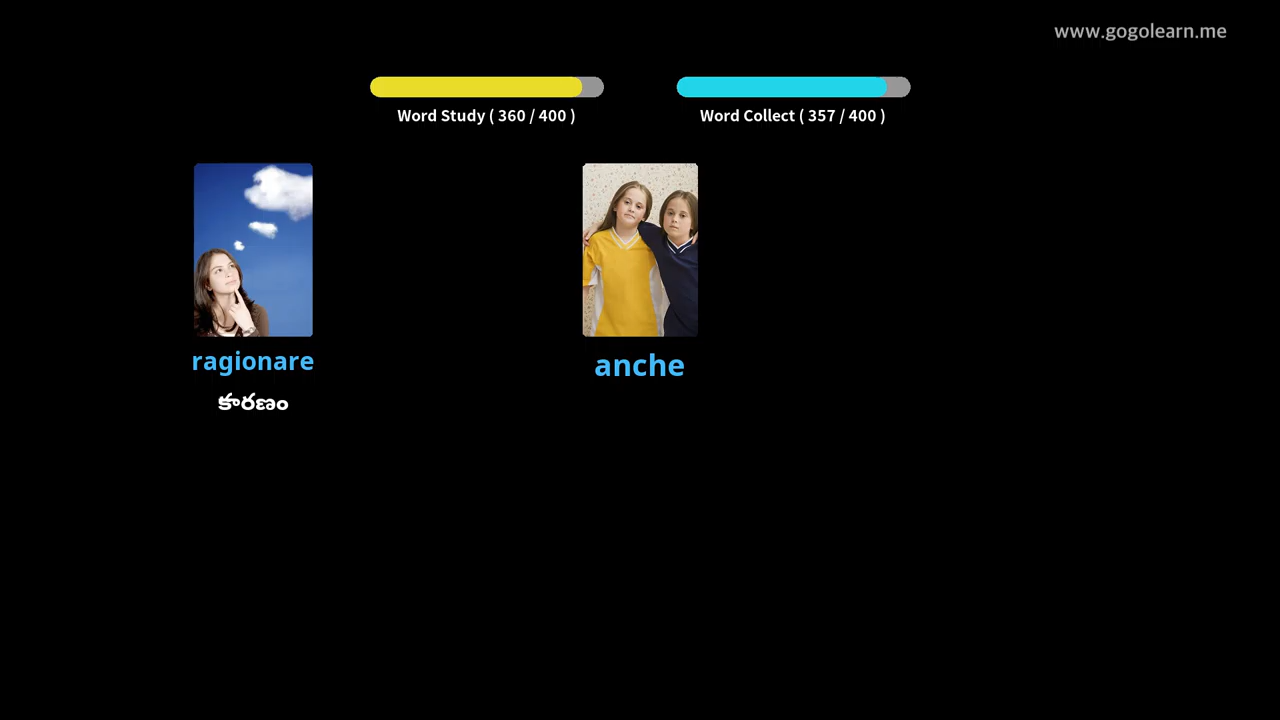 www.gogolearn.me
Word Study ( 360 / 400 )
Word Collect ( 357 / 400 )
ragionare
anche
కారణం